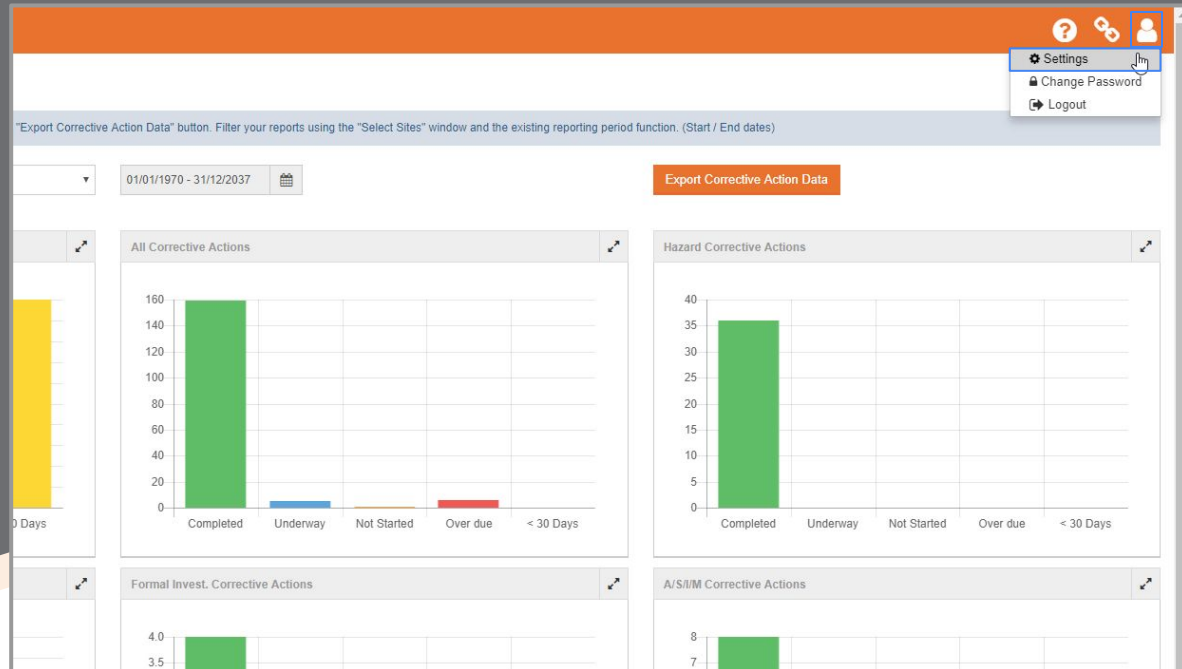 Settings
Change Password
Logout
"Export Corrective Action Data" button. Filter your reports using the "Select Sites" window and the existing reporting period function. (Start / End dates)
01/01/1970 - 31/12/2037
Export Corrective Action Data
All Corrective Actions
160
140
120
100
80
60
40
20
0
Completed Underway Not Started Over due < 30 Days
Hazard Corrective Actions
40
35
30
25
20
15
10
5
0
Completed Underway Not Started Over due < 30 Days
Days
Formal Invest. Corrective Actions
4.0
3.5
A/S/I/M Corrective Actions
8
7